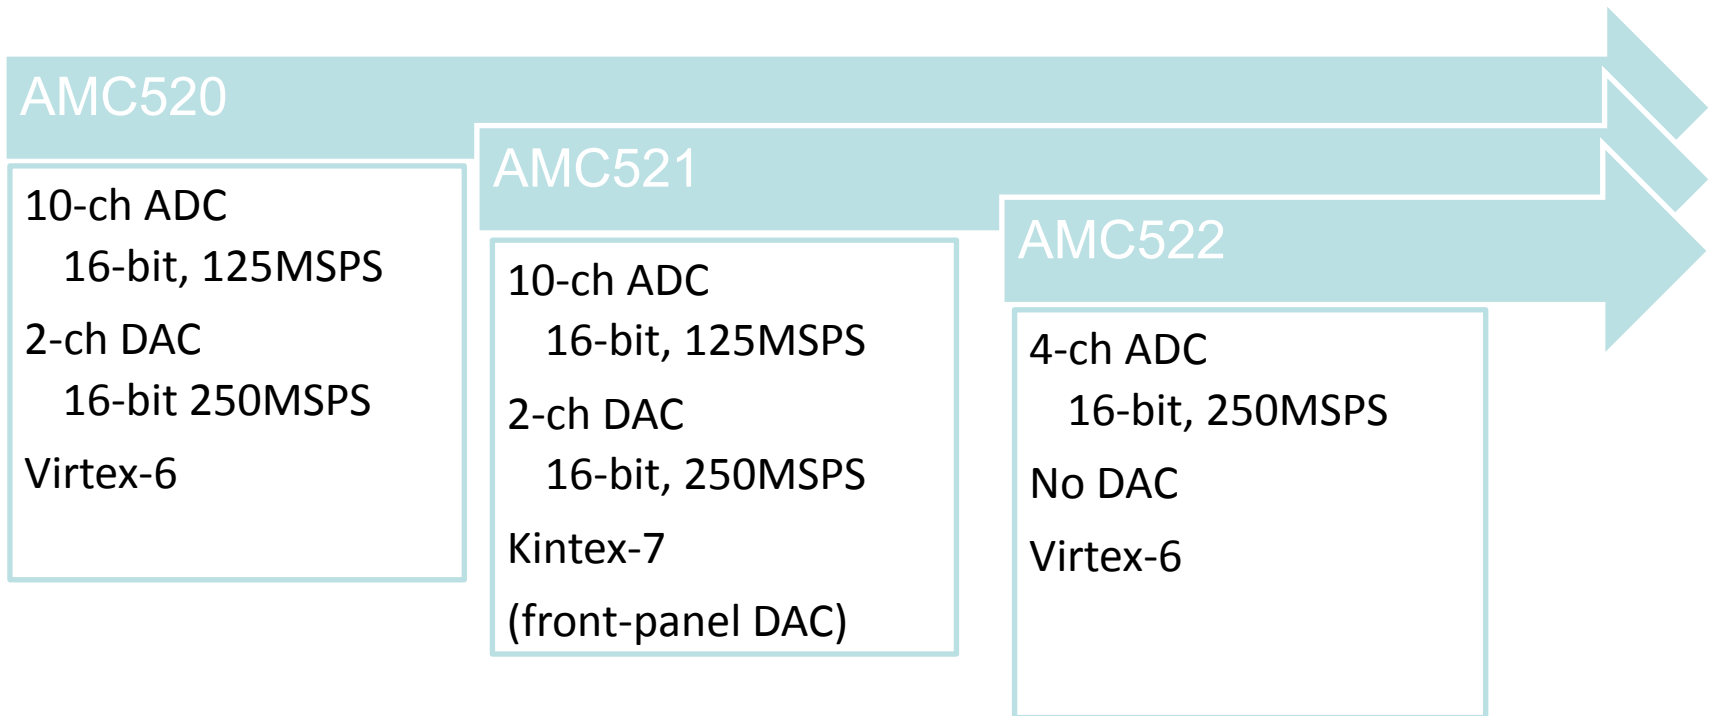 AMC520
10-ch ADC
16-bit, 125MSPS
2-ch DAC
16-bit 250MSPS
Virtex-6
AMC521
10-ch ADC
16-bit, 125MSPS
2-ch DAC
16-bit, 250MSPS
Kintex-7
(front-panel DAC)
AMC522
4-ch ADC
16-bit, 250MSPS
No DAC
Virtex-6